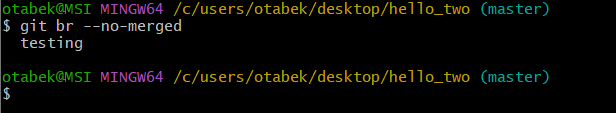 otabek@MSI MINGW64 /c/users/otabek/desktop/hello_two (master)
$ git br --no-merged
  testing

otabek@MSI MINGW64 /c/users/otabek/desktop/hello_two (master)
$